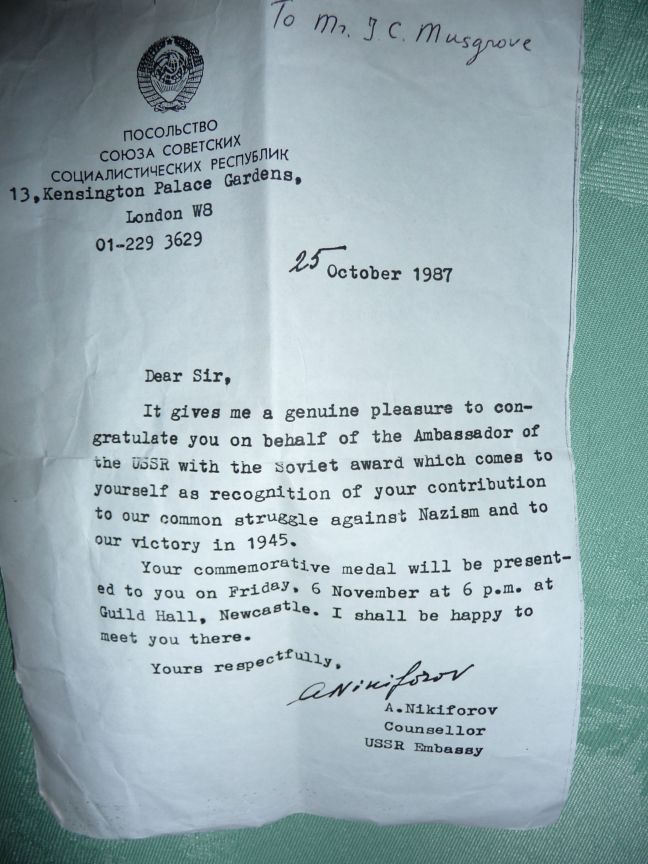 To Mr. J. C. Musgrove
ПОСОЛЬСТВО
СОЮЗА СОВЕТСКИХ
СОЦИАЛИСТИЧЕСКИХ РЕСПУБЛИК
13, Kensington Palace Gardens,
London W8
01-229 3629
25 October 1987
Dear Sir,
It gives me a genuine pleasure to con-
gratulate you on behalf of the Ambassador of
the USSR with the Soviet award which comes to
yourself as recognition of your contribution
to our common struggle against Nazism and to
our victory in 1945.
Your commemorative medal will be present-
ed to you on Friday, 6 November at 6 p.m. at
Guild Hall, Newcastle. I shall be happy to
meet you there.
Yours respectfully,
A Nikiforov
A.Nikiforov
Counsellor
USSR Embassy